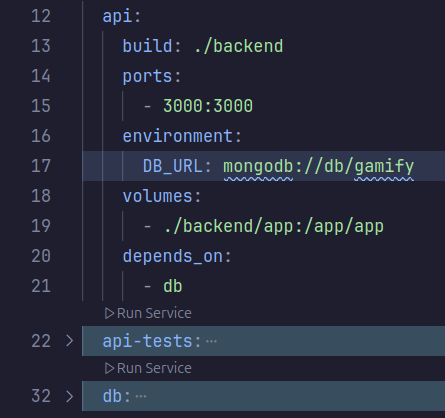 12 api:
13 build: ./backend
14 ports:
15 - 3000:3000
16 environment:
17 DB_URL: mongodb://db/gamify
18 volumes:
19 - ./backend/app:/app/app
20 depends_on:
21 - db
▷Run Service
22 > api-tests:···
▷Run Service
32 > db:···